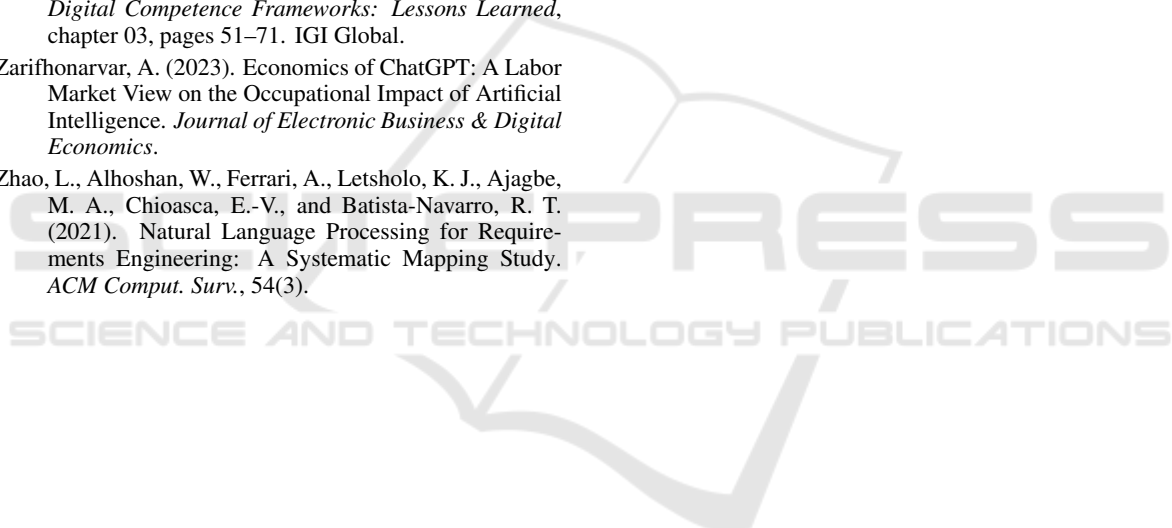 Digital Competence Frameworks: Lessons Learned,
chapter 03, pages 51–71. IGI Global.
Zarifhonarvar, A. (2023). Economics of ChatGPT: A Labor
Market View on the Occupational Impact of Artificial
Intelligence. Journal of Electronic Business & Digital
Economics.
Zhao, L., Alhoshan, W., Ferrari, A., Letsholo, K. J., Ajagbe,
M. A., Chioasca, E.-V., and Batista-Navarro, R. T.
(2021). Natural Language Processing for Require-
ments Engineering: A Systematic Mapping Study.
ACM Comput. Surv., 54(3).
SCITEPRESS
SCIENCE AND TECHNOLOGY PUBLICATIONS